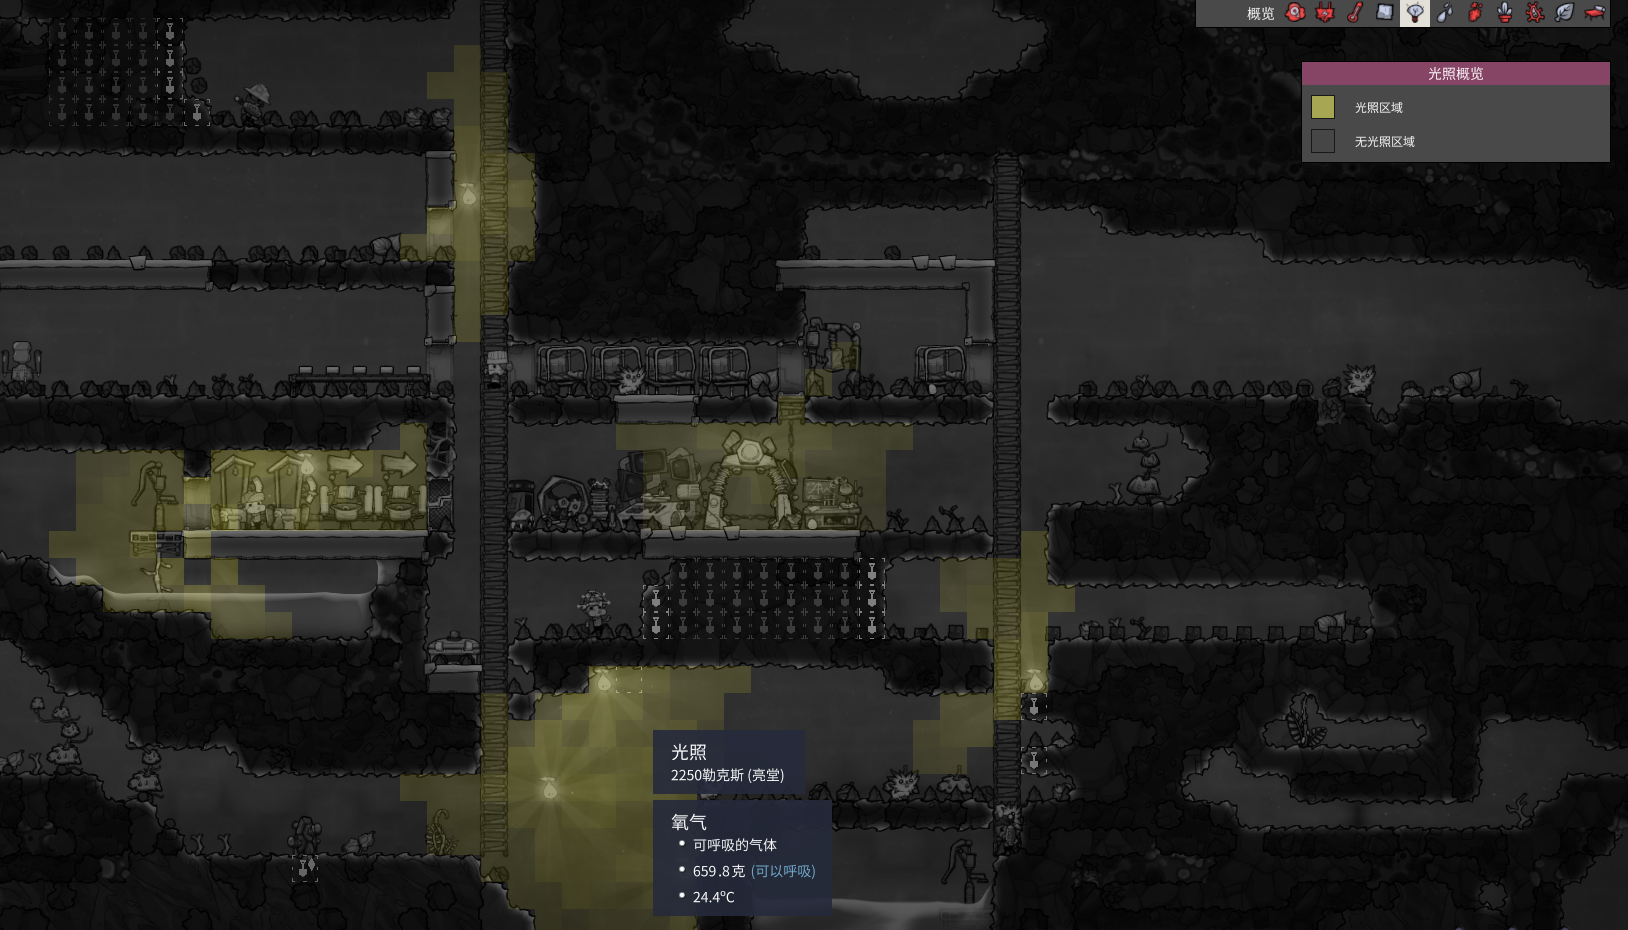 概览
光照概览
光照区域
无光照区域
光照
2250勒克斯 (亮堂)
氧气
• 可呼吸的气体
• 659.8克 (可以呼吸)
• 24.4ºC